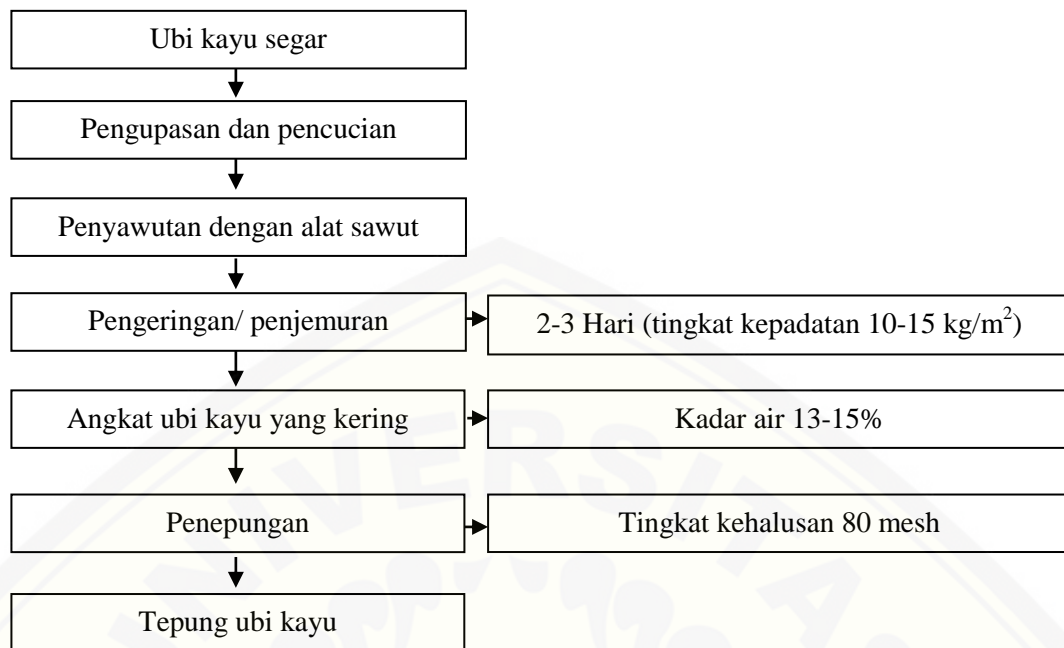 Ubi kayu segar
Pengupasan dan pencucian
Penyawutan dengan alat sawut
Pengeringan/ penjemuran
2-3 Hari (tingkat kepadatan 10-15 kg/m²)
Angkat ubi kayu yang kering
Kadar air 13-15%
Penepungan
Tingkat kehalusan 80 mesh
Tepung ubi kayu
UNIVERSITAS